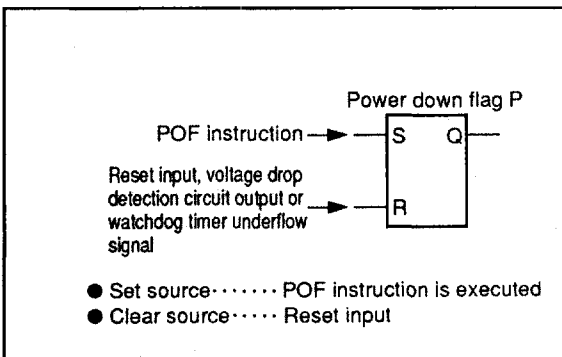 Power down flag P
POF instruction
S Q
Reset input, voltage drop
detection circuit output or
watchdog timer underflow
signal
R
● Set source······· POF instruction is executed
● Clear source····· Reset input